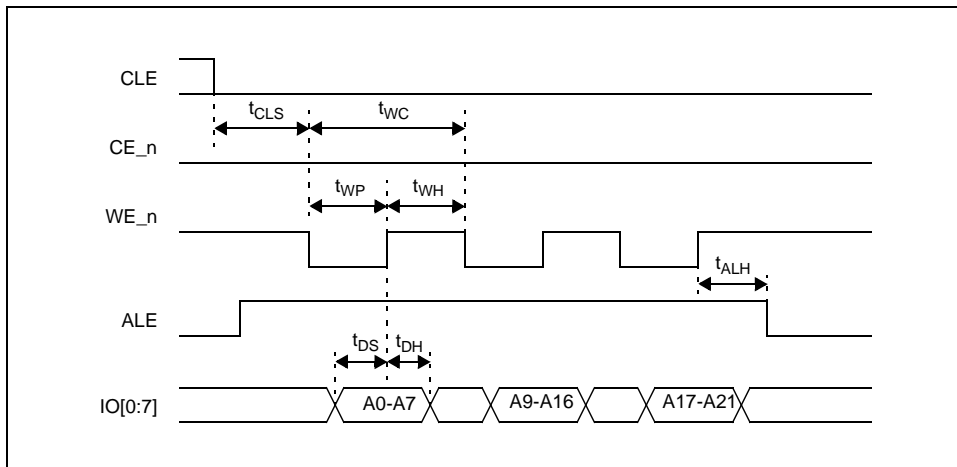 CLE
tCLS tWC
CE_n
tWP tWH
WE_n
tALH
ALE
tDS tDH
IO[0:7] A0-A7 A9-A16 A17-A21